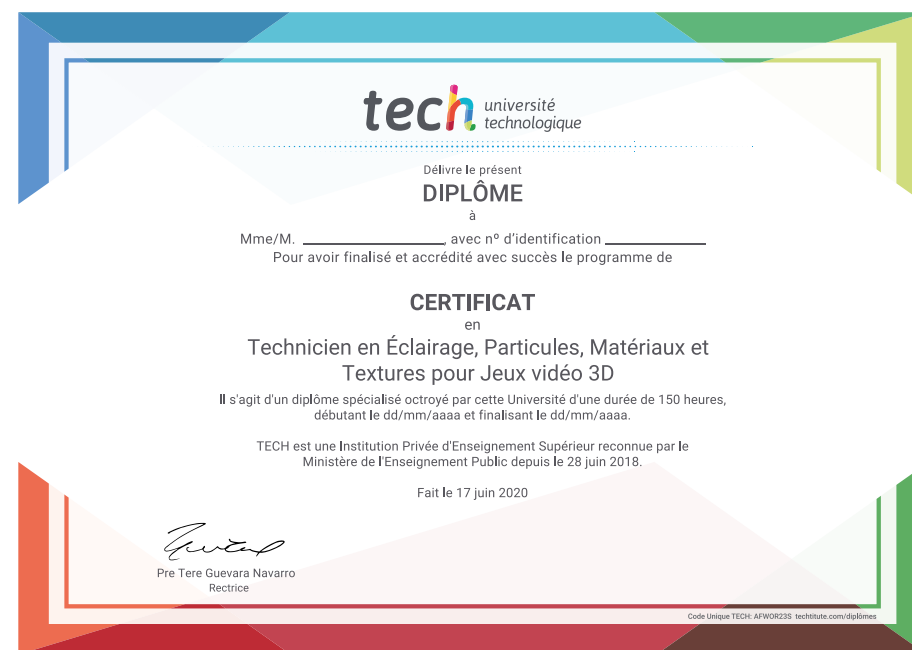 tech université
technologique
Délivre le présent
DIPLÔME
à
Mme/M. ____________________, avec nº d'identification ______________
Pour avoir finalisé et accrédité avec succès le programme de
CERTIFICAT
en
Technicien en Éclairage, Particules, Matériaux et
Textures pour Jeux vidéo 3D
Il s'agit d'un diplôme spécialisé octroyé par cette Université d'une durée de 150 heures,
débutant le dd/mm/aaaa et finalisant le dd/mm/aaaa.
TECH est une Institution Privée d'Enseignement Supérieur reconnue par le
Ministère de l'Enseignement Public depuis le 28 juin 2018.
Fait le 17 juin 2020
Pre Tere Guevara Navarro
Rectrice
Code Unique TECH: AFWOR23S techtitute.com/diplômes